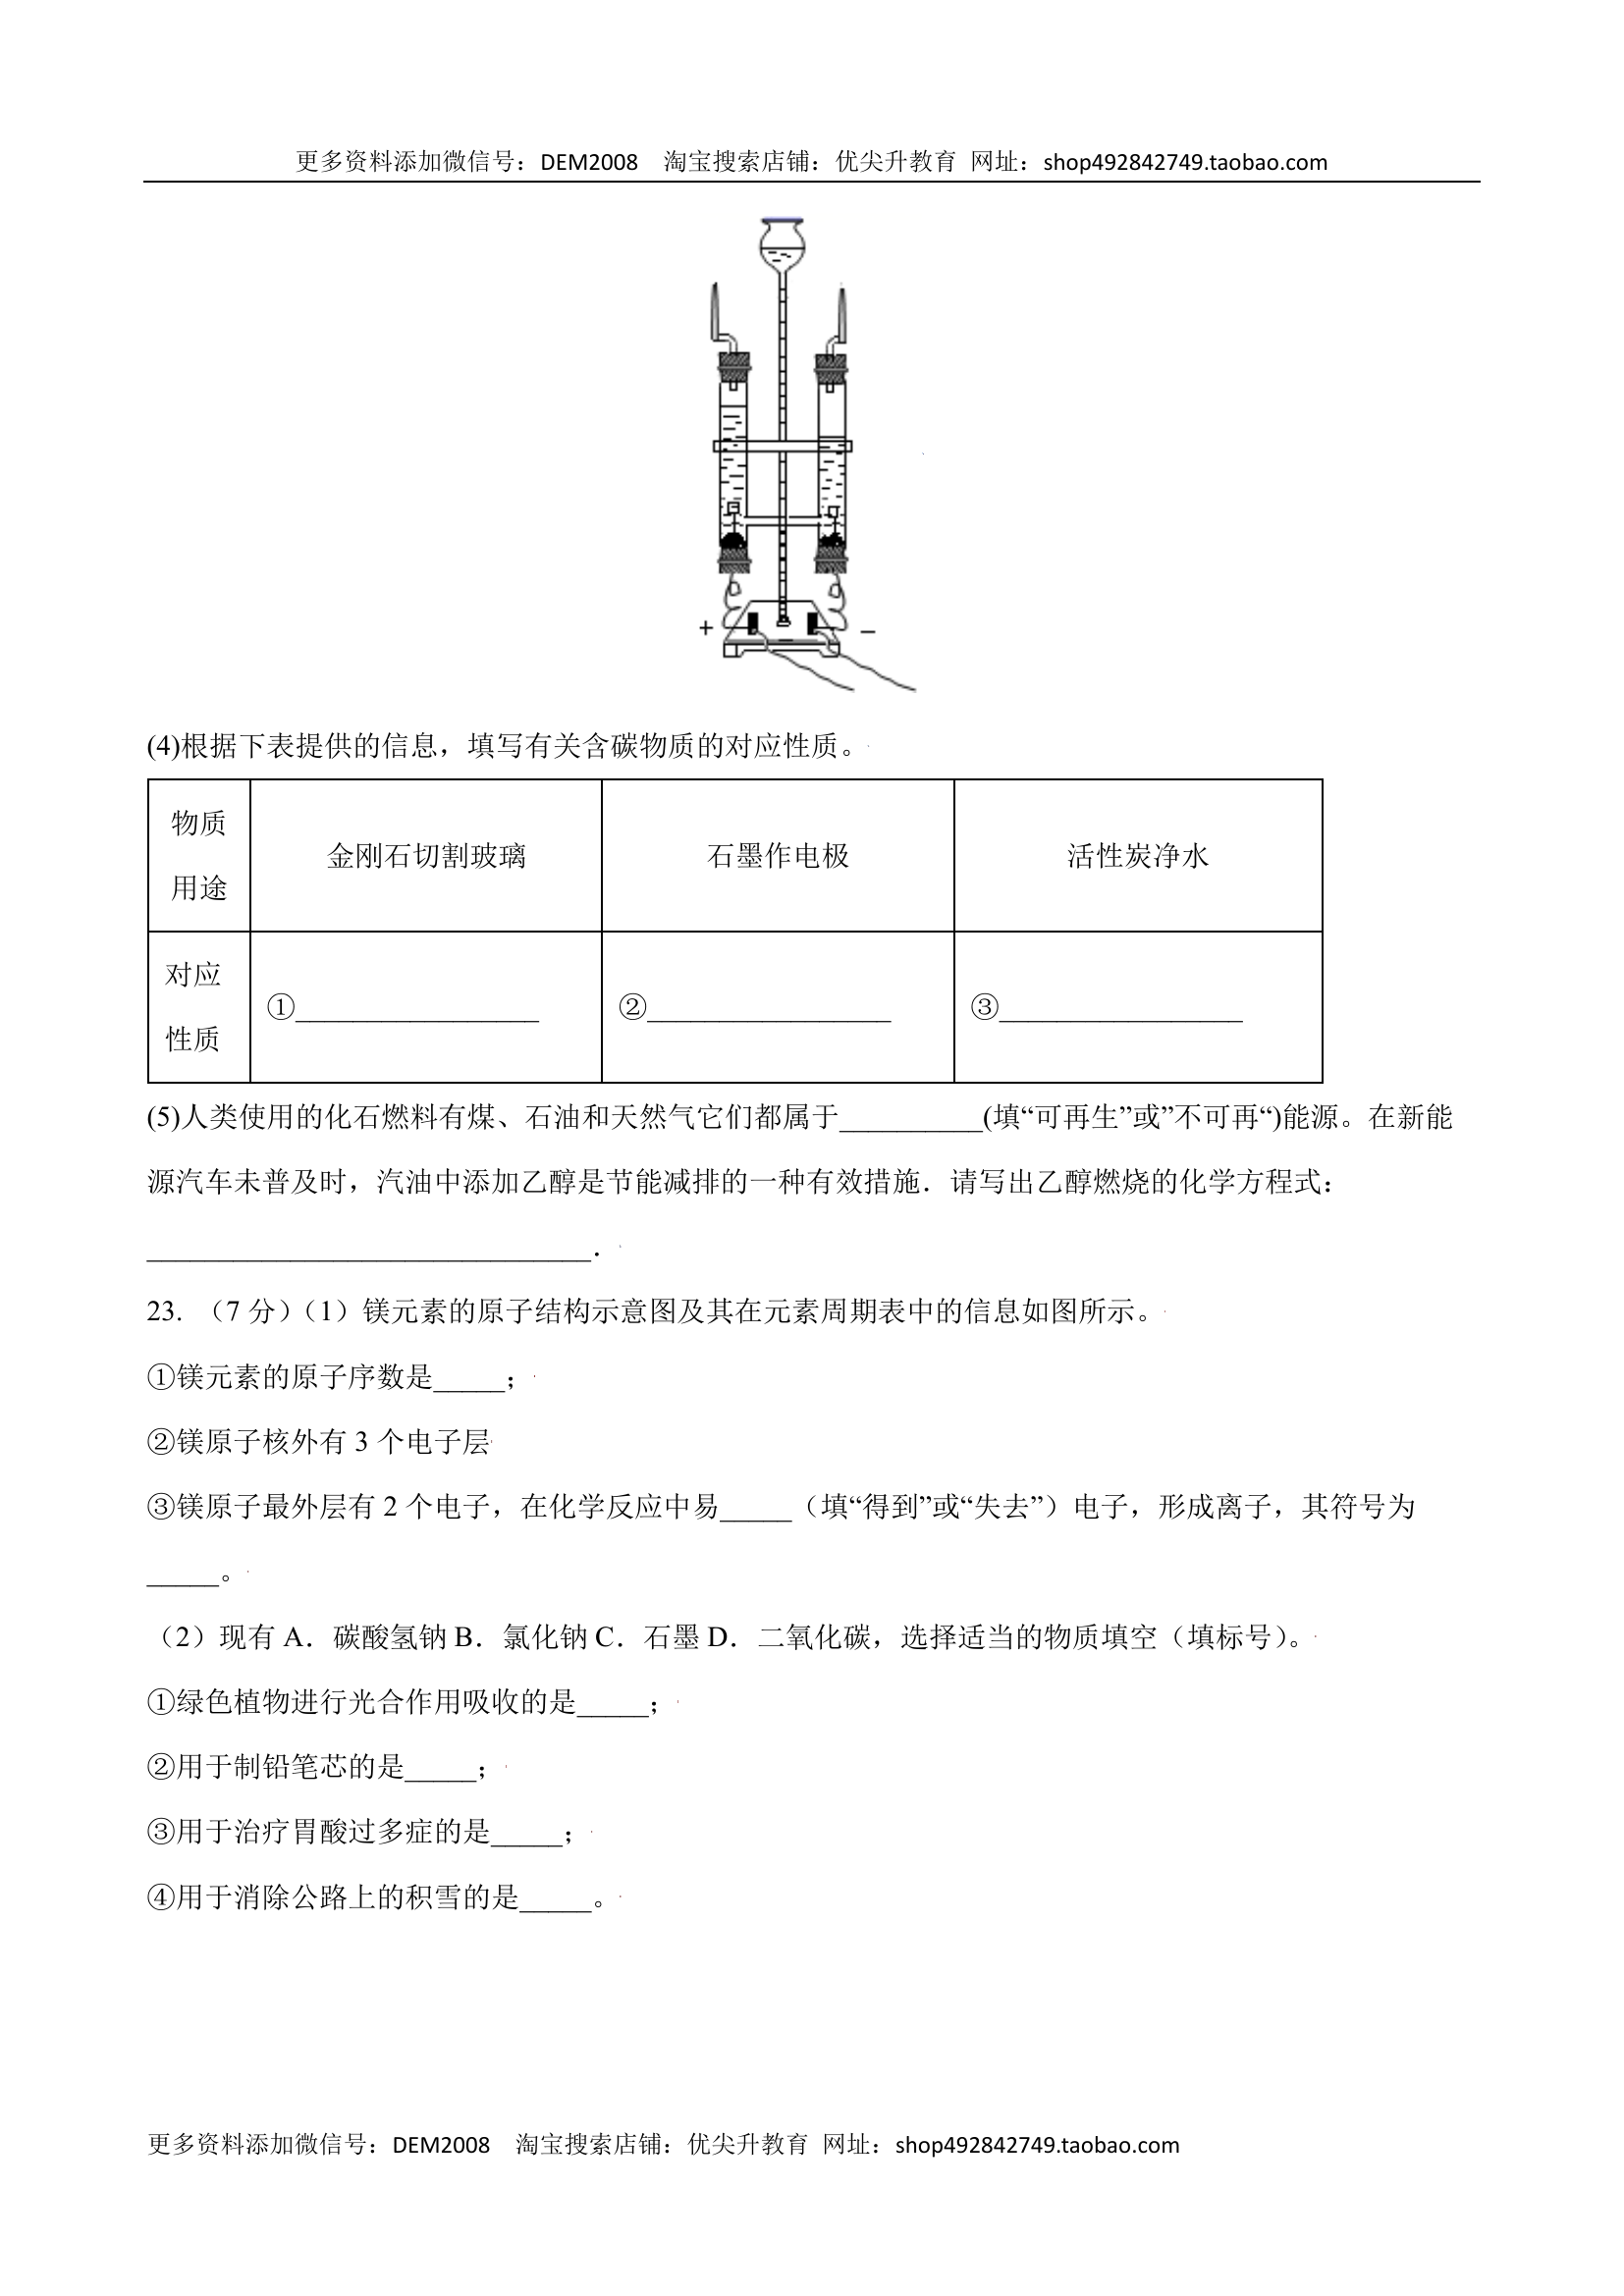 更多资料添加微信号：DEM2008 淘宝搜索店铺：优尖升教育 网址：shop492842749.taobao.com
+ −
(4)根据下表提供的信息，填写有关含碳物质的对应性质。
物质
用途
金刚石切割玻璃 石墨作电极 活性炭净水
对应
性质
①_________________ ②_________________ ③_________________
(5)人类使用的化石燃料有煤、石油和天然气它们都属于__________(填“可再生”或”不可再“)能源。在新能
源汽车未普及时，汽油中添加乙醇是节能减排的一种有效措施．请写出乙醇燃烧的化学方程式：
_______________________________．
23．（7 分）（1）镁元素的原子结构示意图及其在元素周期表中的信息如图所示。
①镁元素的原子序数是_____；
②镁原子核外有 3 个电子层
③镁原子最外层有 2 个电子，在化学反应中易_____（填“得到”或“失去”）电子，形成离子，其符号为
_____。
（2）现有 A．碳酸氢钠 B．氯化钠 C．石墨 D．二氧化碳，选择适当的物质填空（填标号）。
①绿色植物进行光合作用吸收的是_____；
②用于制铅笔芯的是_____；
③用于治疗胃酸过多症的是_____；
④用于消除公路上的积雪的是_____。
更多资料添加微信号：DEM2008 淘宝搜索店铺：优尖升教育 网址：shop492842749.taobao.com